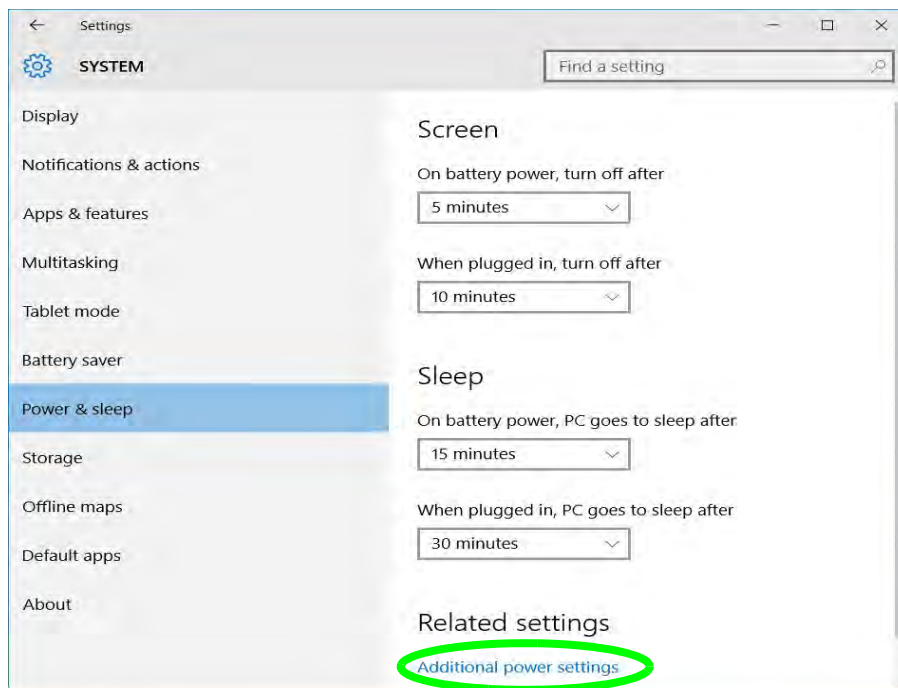 Settings
SYSTEM
Find a setting
Display
Notifications & actions
Apps & features
Multitasking
Tablet mode
Battery saver
Power & sleep
Storage
Offline maps
Default apps
About
Screen
On battery power, turn off after
5 minutes
When plugged in, turn off after
10 minutes
Sleep
On battery power, PC goes to sleep after
15 minutes
When plugged in, PC goes to sleep after
30 minutes
Related settings
Additional power settings